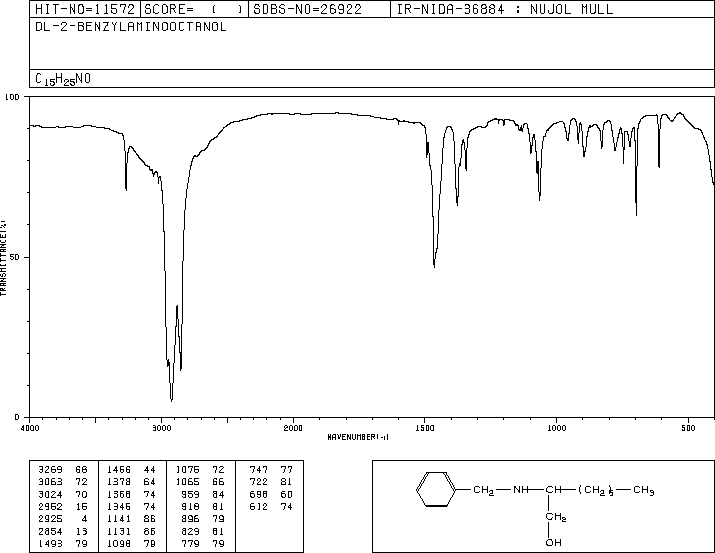 HIT-NO=11572 SCORE= ( ) SDBS-NO=26922 IR-NIDA-36884 : NUJOL MULL
DL-2-BENZYLAMINOOCTANOL
C15H25NO
100
50
0
TRANSMITTANCE(%)
4000 3000 2000 1500 1000 500
WAVENUMBER(-1)
3269 68 1466 44 1076 72 747 77
3063 72 1378 64 1065 66 722 81
3024 70 1368 74 959 84 698 60
2952 16 1346 74 918 81 612 74
2925 4 1141 86 896 79
2854 13 1131 86 829 81
1493 79 1098 79 779 79
CH2 NH CH (CH2)5 CH3
CH2
OH